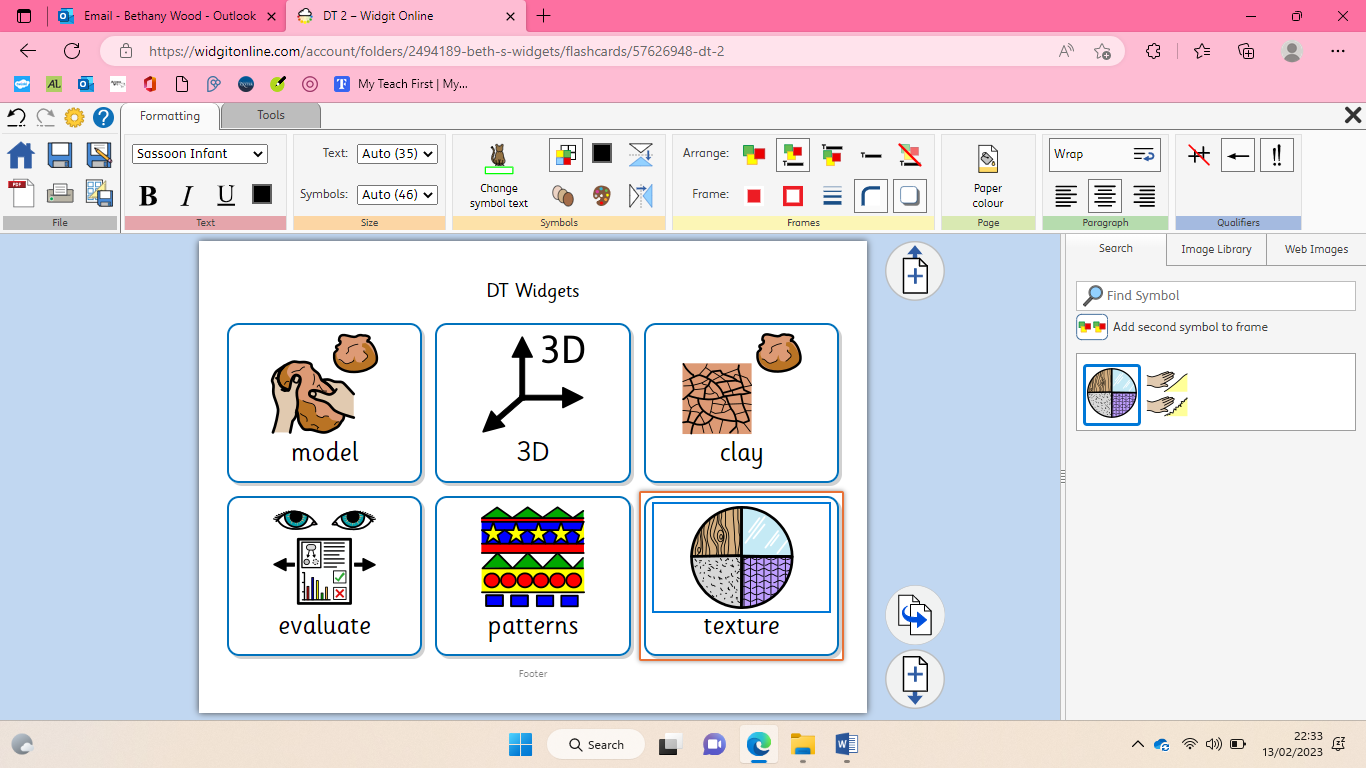 Email - Bethany Wood - Outlook
DT 2 – Widgit Online
https://widgitonline.com/account/folders/2494189-beth-s-widgets/flashcards/57626948-dt-2
AL
My Teach First | My...
Formatting
Tools
Sassoon Infant
Text:
Auto (35)
Symbols:
Auto (46)
Change
symbol text
Arrange:
Frame:
Paper
colour
Wrap
PDF
B I U
File
Text
Size
Symbols
Frames
Page
Paragraph
Qualifiers
Search
Image Library
Web Images
Find Symbol
Add second symbol to frame
DT Widgets
3D
model
3D
clay
evaluate
patterns
texture
Footer
Search
22:33
13/02/2023